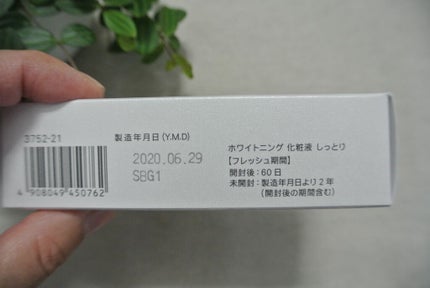 3752-21
製造年月日(Y.M.D)
2020.06.29
SBG1
4 908049 450762
ホワイトニング 化粧液 しっとり
【フレッシュ期間】
開封後:60日
未開封:製造年月日より2年
(開封後の期間含む)